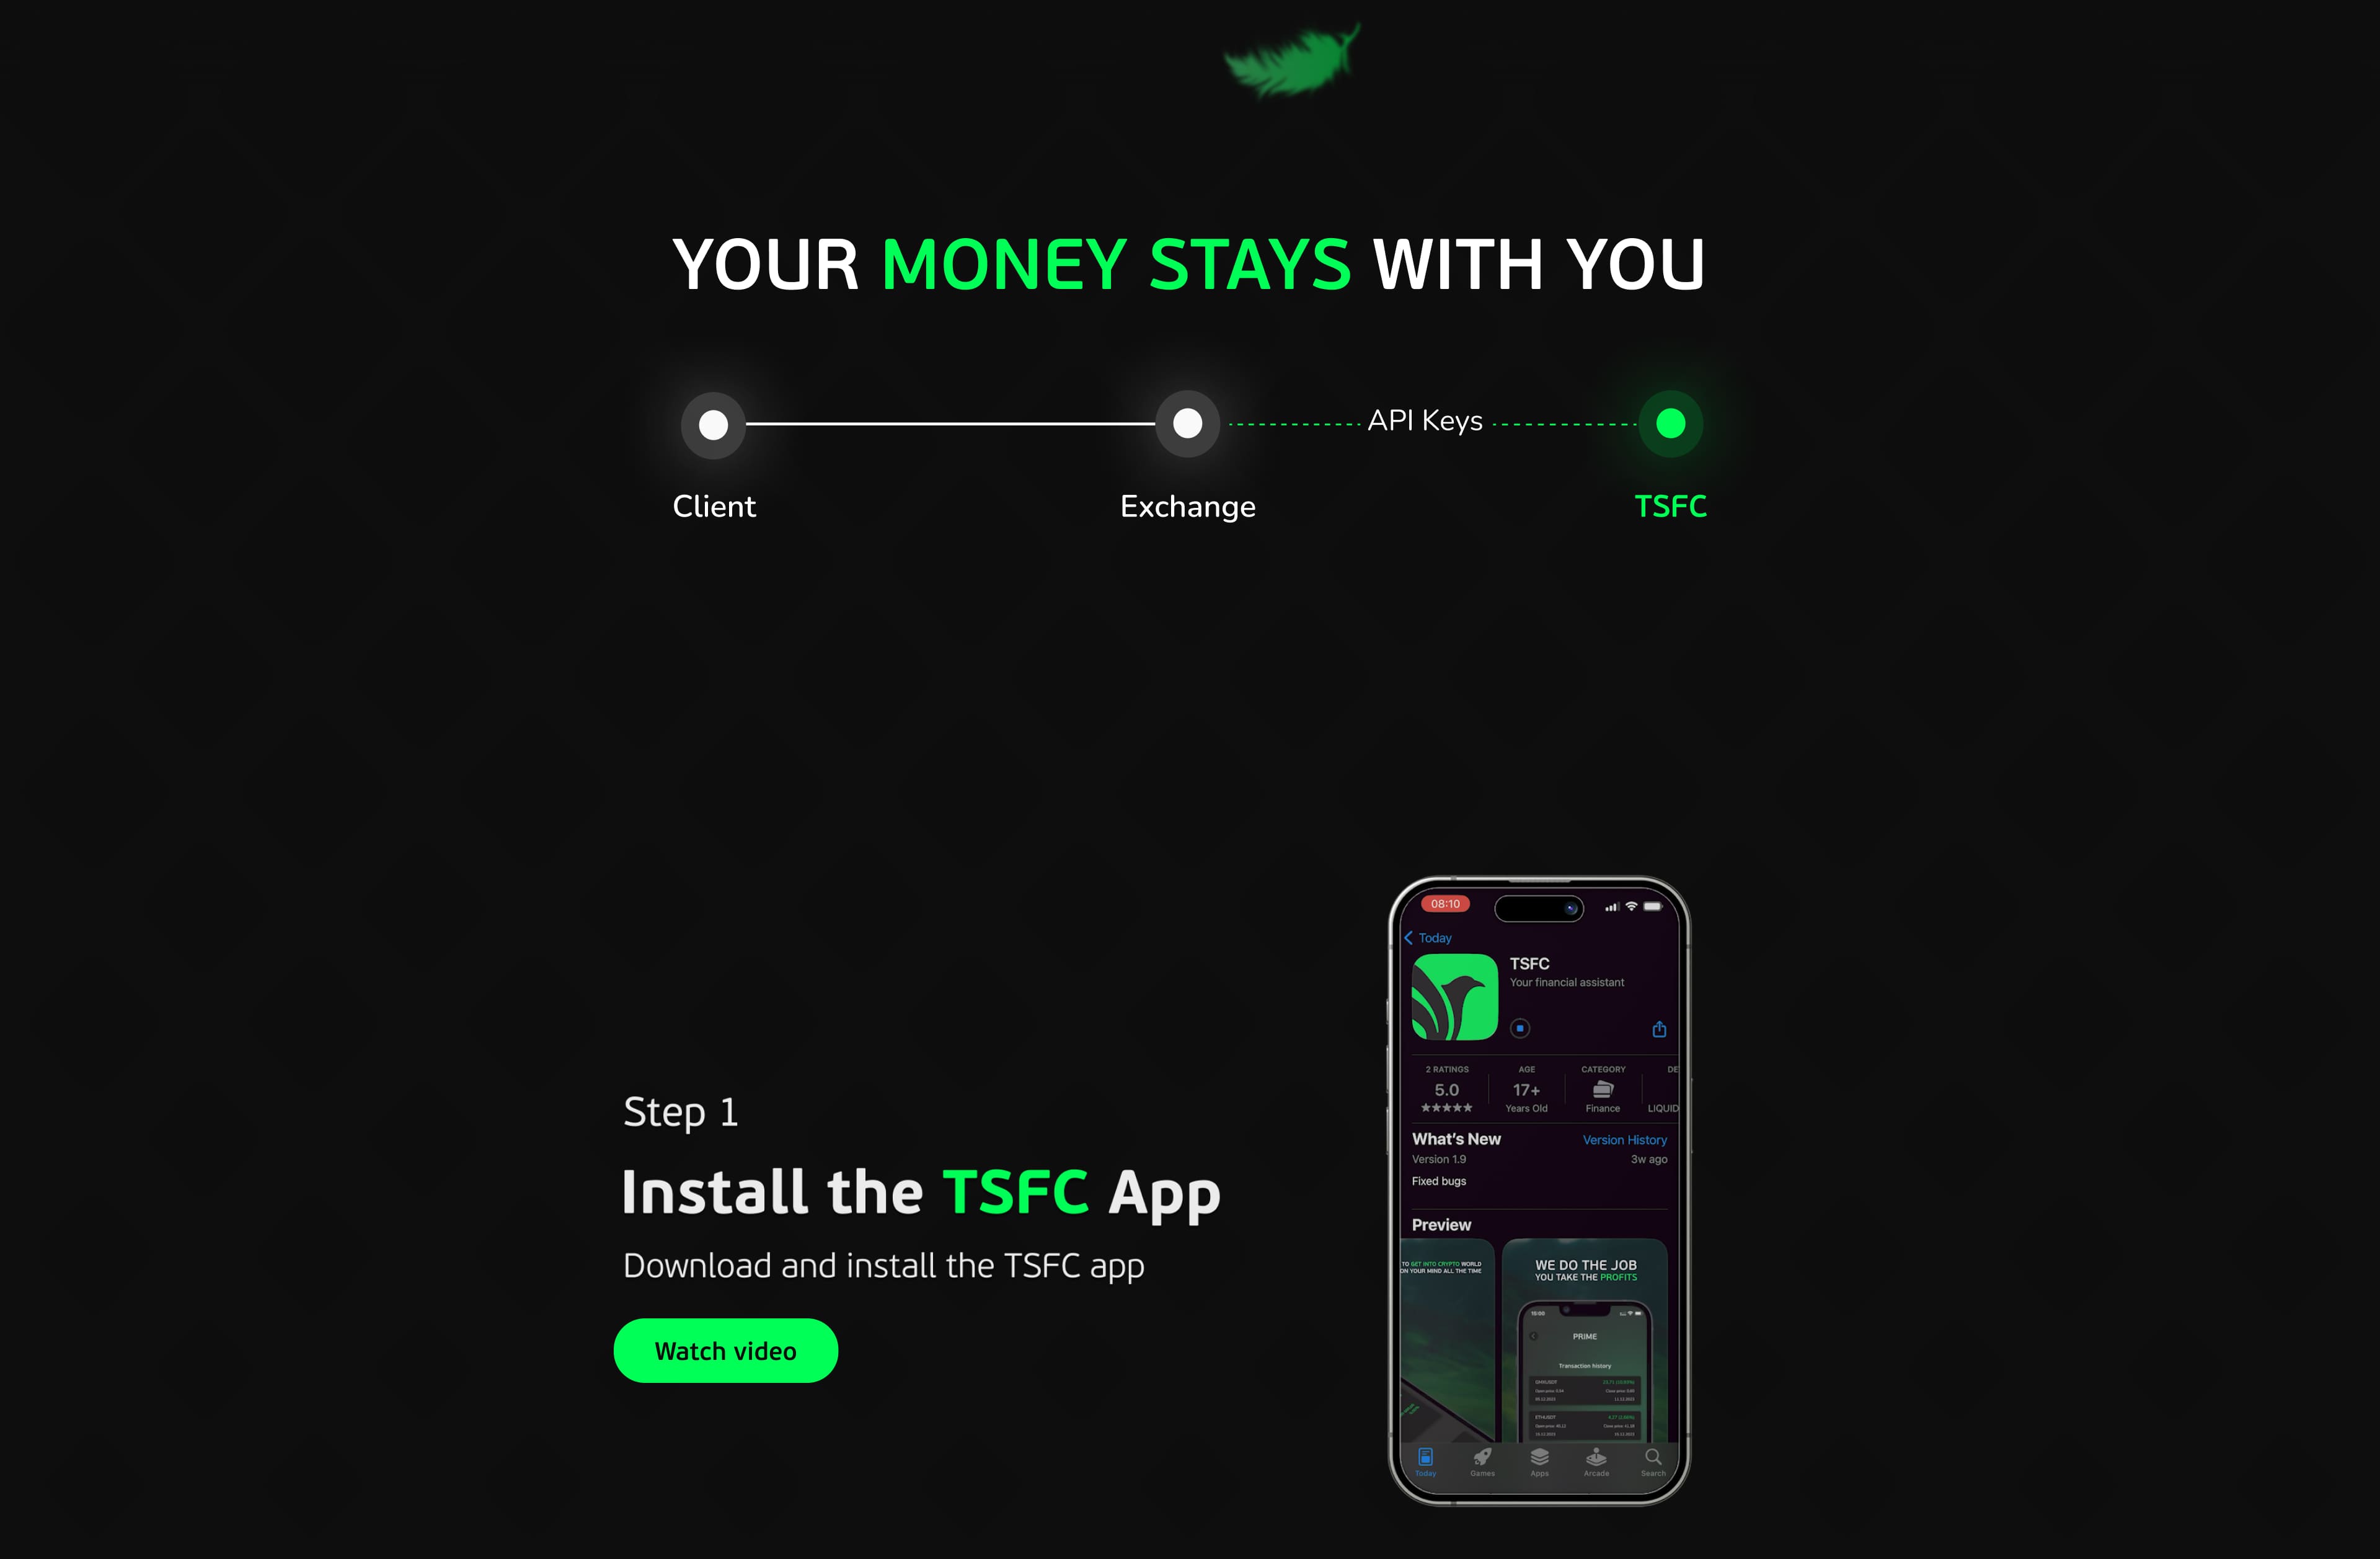 YOUR MONEY STAYS WITH YOU
API Keys
Client
Exchange
TSFC
Step 1
Install the TSFC App
Download and install the TSFC app
Watch video
08:10
Today
TSFC
Your financial assistant
2 RATINGS
AGE
CATEGORY
DE
5.0
17+
Years Old
Finance
LIQUID
What's New
Version History
Version 1.9
3w ago
Fixed bugs
Preview
TO GET INTO CRYPTO WORLD
ON YOUR MIND ALL THE TIME
WE DO THE JOB
YOU TAKE THE PROFITS
PRIME
Transaction history
Today
Games
Apps
Arcade
Search